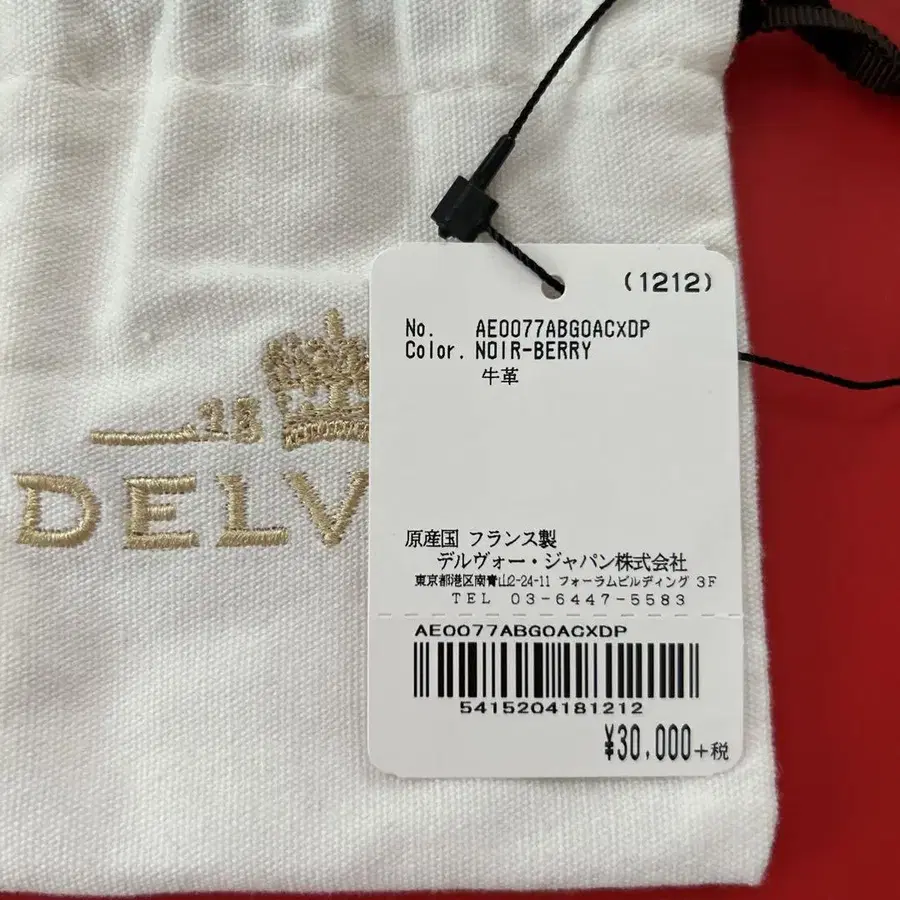 (1212)
No. AE0077ABG0ACXDP
Color. NOIR-BERRY
牛革
18
DELV
原産国 フランス製
デルヴォー・ジャパン株式会社
東京都港区南青山2-24-11 フォーラムビルディング 3F
TEL 03-6447-5583
AE0077ABG0ACXDP
5415204181212
¥30,000+税